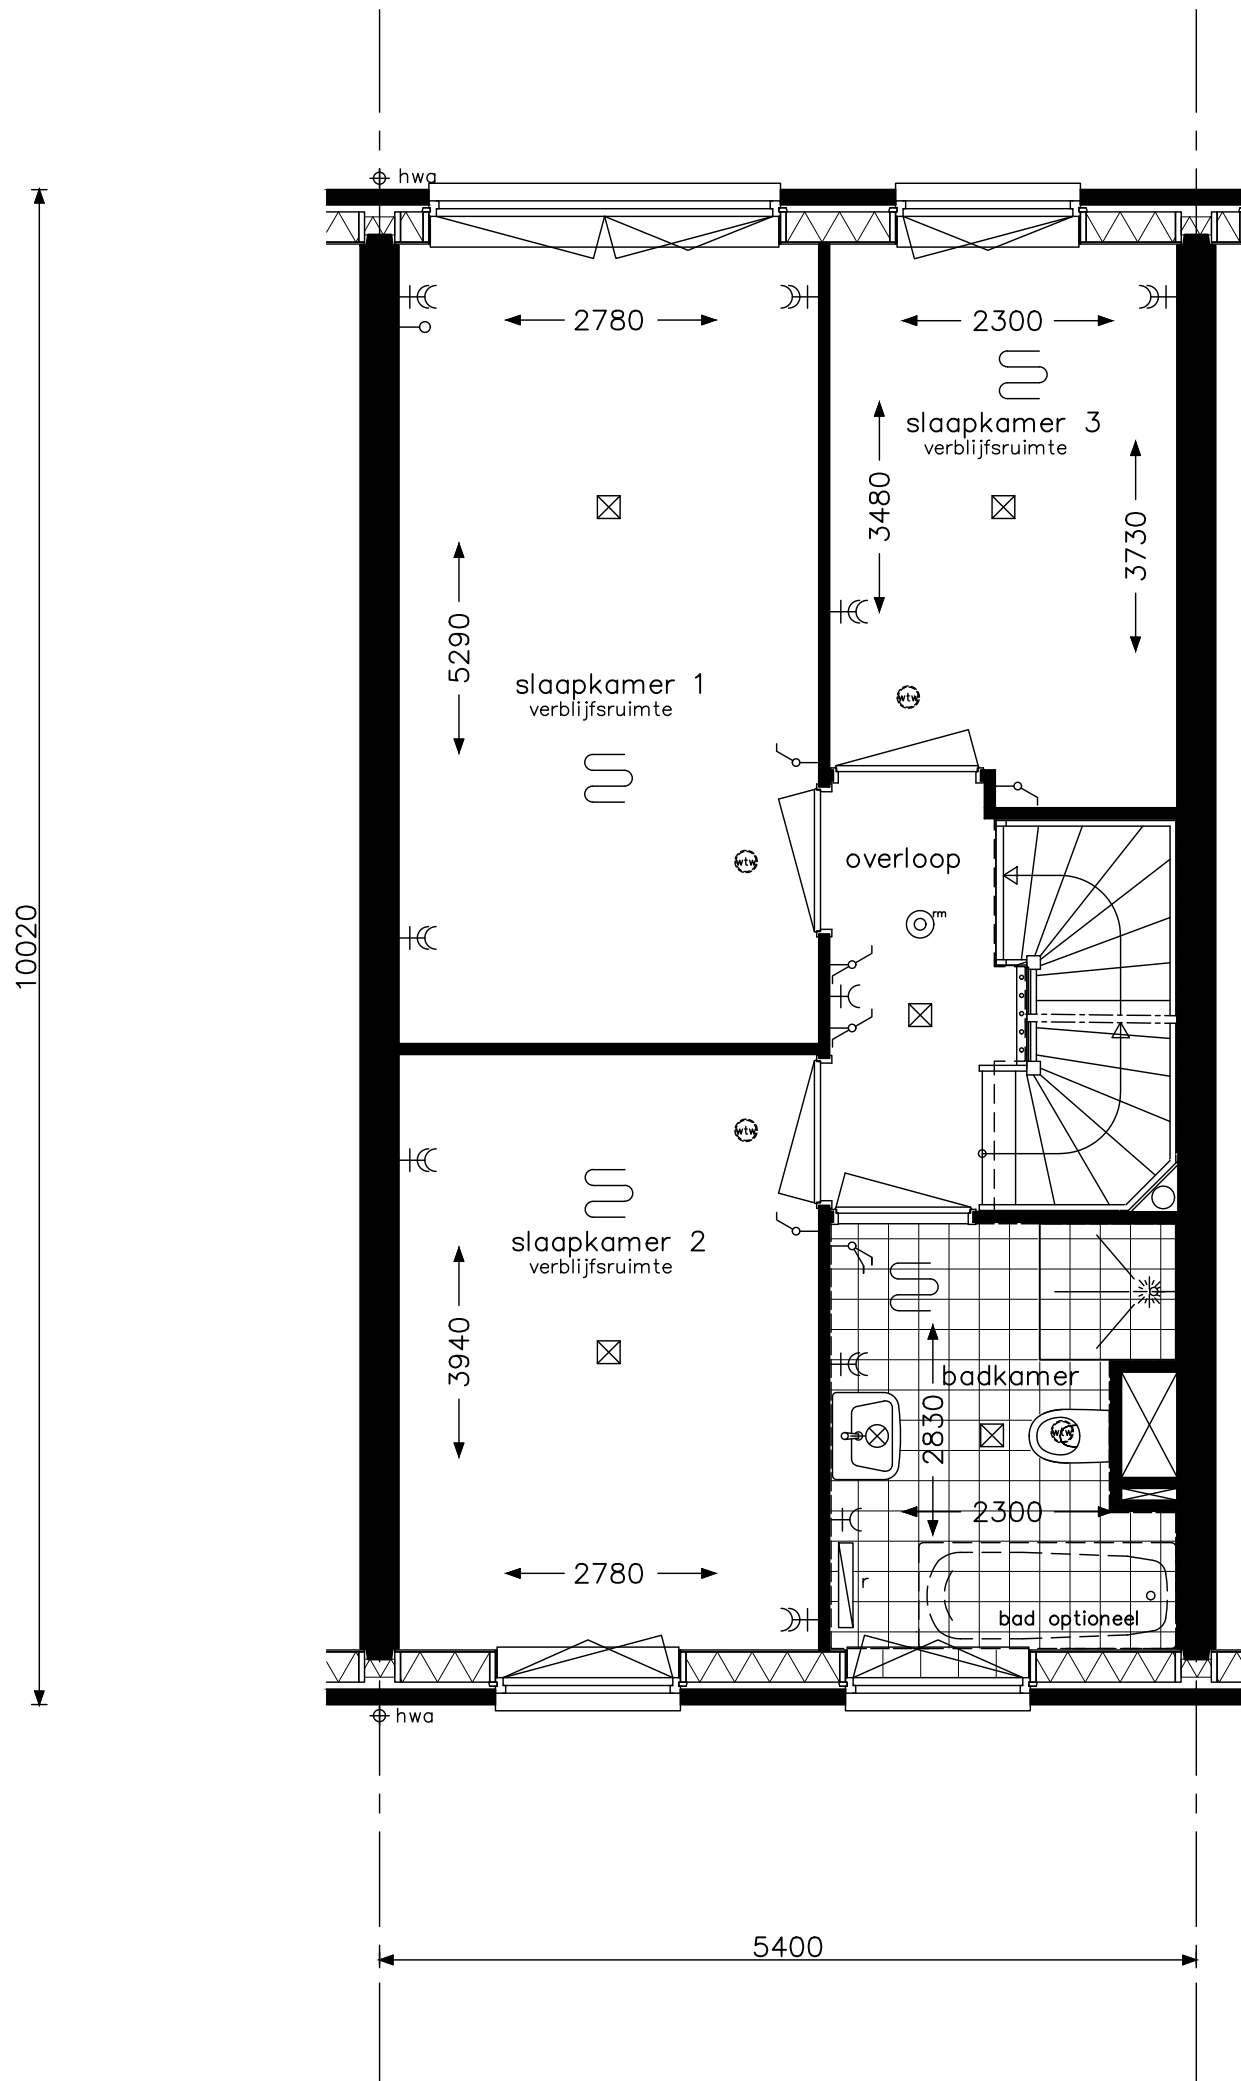 hwa
2780
2300
slaapkamer 3
verblijfsruimte
3480
3730
5290
slaapkamer 1
verblijfsruimte
wtw
overloop
wtw
rm
10020
wtw
slaapkamer 2
verblijfsruimte
3940
badkamer
2830
wtw
2300
2780
r
bad optioneel
hwa
5400